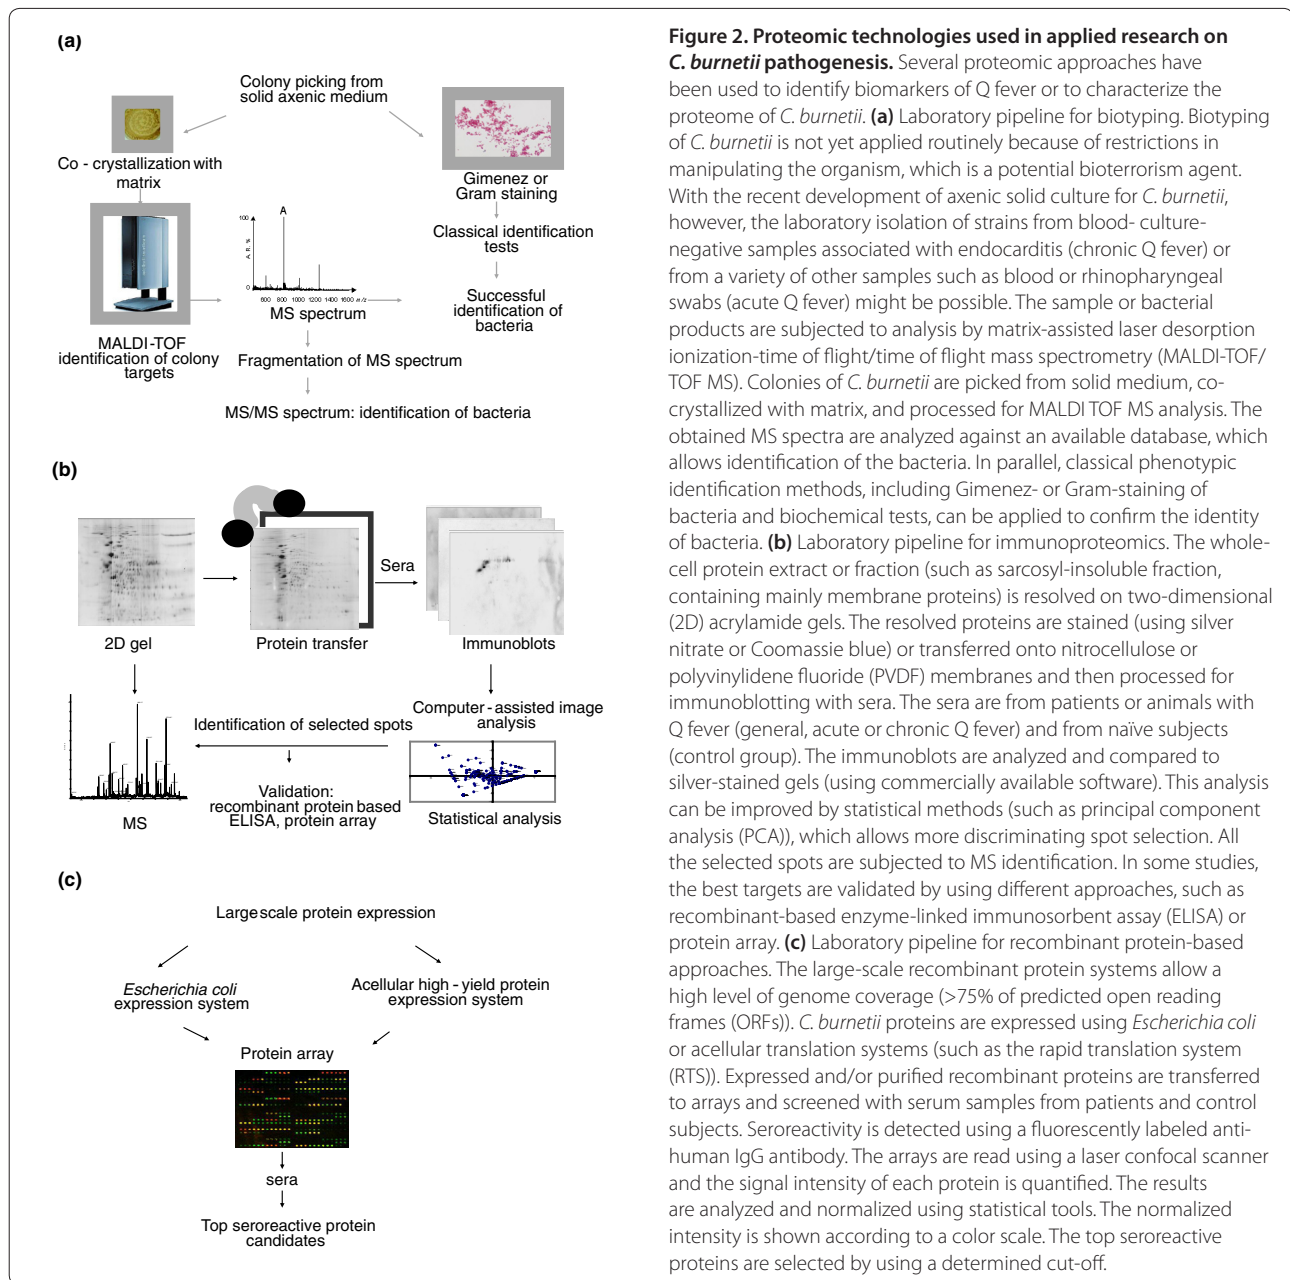 (a)
Colony picking from
solid axenic medium
Co - crystallization with
matrix
Gimenez or
Gram staining
A
100
A. R. %
0
600 800 1000 1200 1400 1600 m/z
MS spectrum
Classical identification
tests
Successful
identification of
bacteria
MALDI-TOF
identification of colony
targets
Fragmentation of MS spectrum
MS/MS spectrum: identification of bacteria
(b)
Sera
2D gel
Protein transfer
Immunoblots
Identification of selected spots
Computer - assisted image
analysis
Validation:
recombinant protein based
ELISA, protein array
MS
Statistical analysis
(c)
Large scale protein expression
Escherichia coli
expression system
Acellular high - yield protein
expression system
Protein array
sera
Top seroreactive protein
candidates
Figure 2. Proteomic technologies used in applied research on
C. burnetii pathogenesis. Several proteomic approaches have
been used to identify biomarkers of Q fever or to characterize the
proteome of C. burnetii. (a) Laboratory pipeline for biotyping. Biotyping
of C. burnetii is not yet applied routinely because of restrictions in
manipulating the organism, which is a potential bioterrorism agent.
With the recent development of axenic solid culture for C. burnetii,
however, the laboratory isolation of strains from blood- culture-
negative samples associated with endocarditis (chronic Q fever) or
from a variety of other samples such as blood or rhinopharyngeal
swabs (acute Q fever) might be possible. The sample or bacterial
products are subjected to analysis by matrix-assisted laser desorption
ionization-time of flight/time of flight mass spectrometry (MALDI-TOF/
TOF MS). Colonies of C. burnetii are picked from solid medium, co-
crystallized with matrix, and processed for MALDI TOF MS analysis. The
obtained MS spectra are analyzed against an available database, which
allows identification of the bacteria. In parallel, classical phenotypic
identification methods, including Gimenez- or Gram-staining of
bacteria and biochemical tests, can be applied to confirm the identity
of bacteria. (b) Laboratory pipeline for immunoproteomics. The whole-
cell protein extract or fraction (such as sarcosyl-insoluble fraction,
containing mainly membrane proteins) is resolved on two-dimensional
(2D) acrylamide gels. The resolved proteins are stained (using silver
nitrate or Coomassie blue) or transferred onto nitrocellulose or
polyvinylidene fluoride (PVDF) membranes and then processed for
immunoblotting with sera. The sera are from patients or animals with
Q fever (general, acute or chronic Q fever) and from naïve subjects
(control group). The immunoblots are analyzed and compared to
silver-stained gels (using commercially available software). This analysis
can be improved by statistical methods (such as principal component
analysis (PCA)), which allows more discriminating spot selection. All
the selected spots are subjected to MS identification. In some studies,
the best targets are validated by using different approaches, such as
recombinant-based enzyme-linked immunosorbent assay (ELISA) or
protein array. (c) Laboratory pipeline for recombinant protein-based
approaches. The large-scale recombinant protein systems allow a
high level of genome coverage (>75% of predicted open reading
frames (ORFs)). C. burnetii proteins are expressed using Escherichia coli
or acellular translation systems (such as the rapid translation system
(RTS)). Expressed and/or purified recombinant proteins are transferred
to arrays and screened with serum samples from patients and control
subjects. Seroreactivity is detected using a fluorescently labeled anti-
human IgG antibody. The arrays are read using a laser confocal scanner
and the signal intensity of each protein is quantified. The results
are analyzed and normalized using statistical tools. The normalized
intensity is shown according to a color scale. The top seroreactive
proteins are selected by using a determined cut-off.